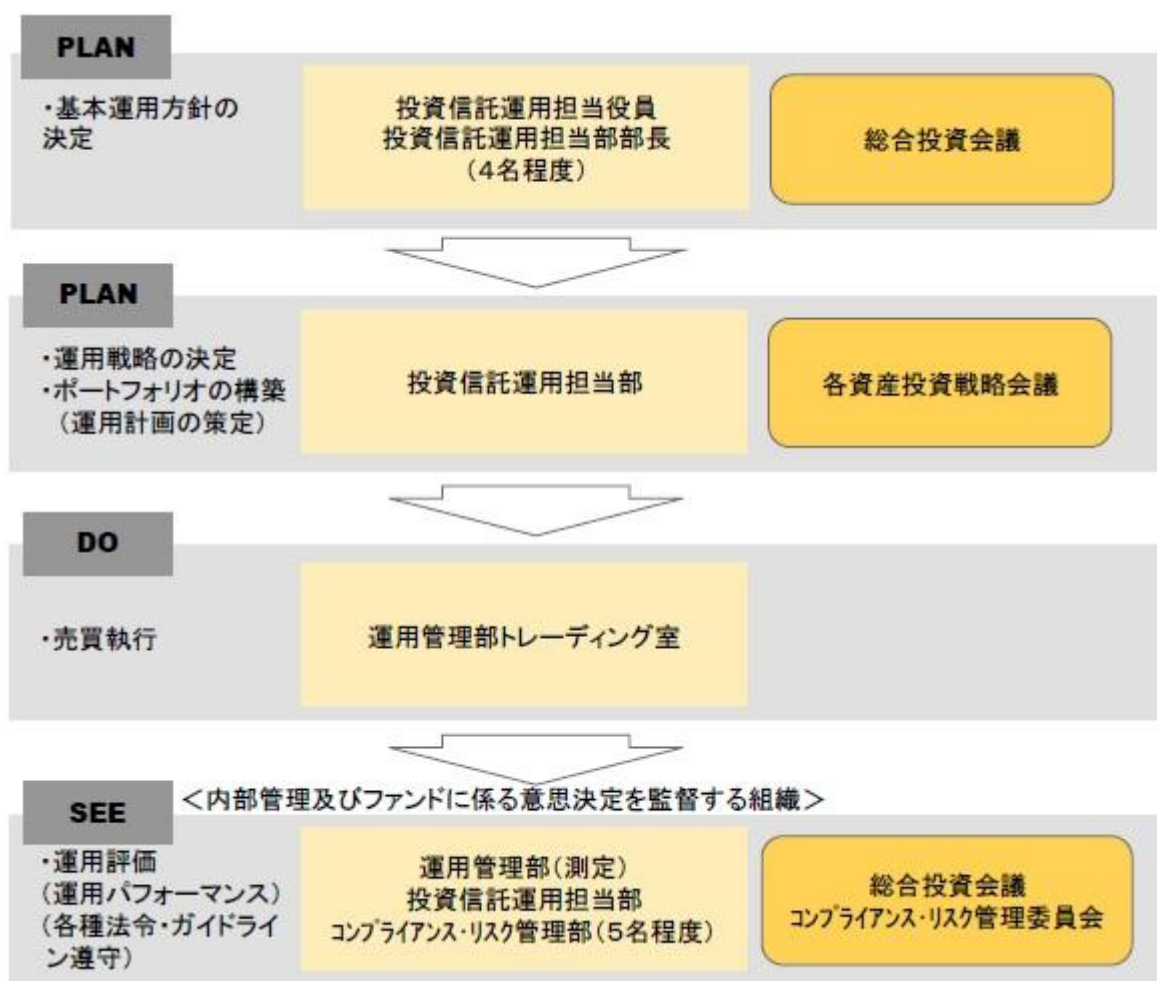 PLAN
・基本運用方針の
決定
投資信託運用担当役員
投資信託運用担当部部長
(4名程度)
総合投資会議
PLAN
・運用戦略の決定
・ポートフォリオの構築
(運用計画の策定)
投資信託運用担当部
各資産投資戦略会議
DO
・売買執行
運用管理部トレーディング室
SEE
＜内部管理及びファンドに係る意思決定を監督する組織＞
・運用評価
(運用パフォーマンス)
(各種法令・ガイドライ
ン遵守)
運用管理部(測定)
投資信託運用担当部
ｺﾝﾌﾟﾗｲｱﾝｽ・ﾘｽｸ管理部(5名程度)
総合投資会議
ｺﾝﾌﾟﾗｲｱﾝｽ・ﾘｽｸ管理委員会